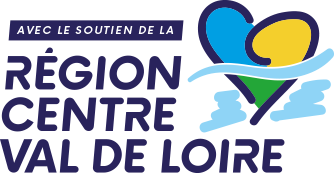 AVEC LE SOUTIEN DE LA
RÉGION
CENTRE
VAL DE LOIRE